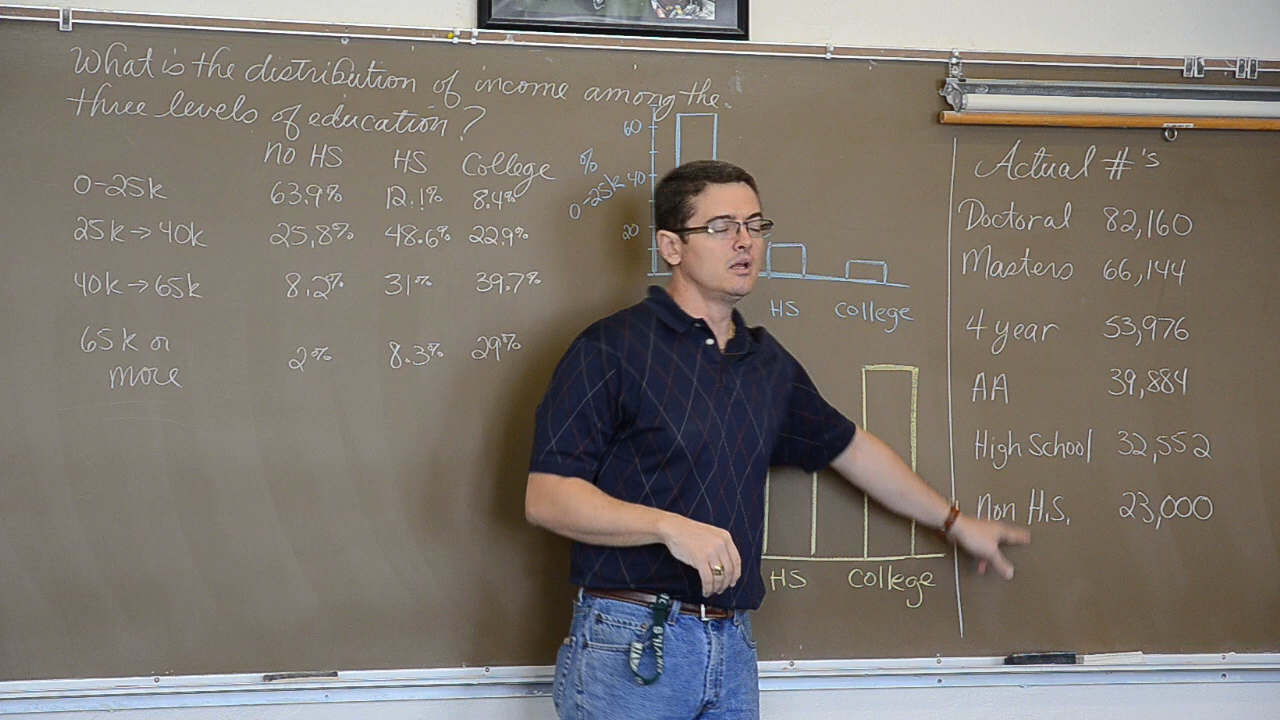 What is the distribution of income among the
three levels of education?
no HS HS College
0-25k 63.9% 12.1% 8.4%
25k→40k 25.8% 48.6% 22.9%
40k→65k 8.2% 31% 39.7%
65k or
more 2% 8.3% 29%
60
%
0-25k 40
20
HS College
HS College
Actual #'s
Doctoral 82,160
Masters 66,144
4 year 53,976
AA 39,884
High School 32,552
Non H.S. 23,000